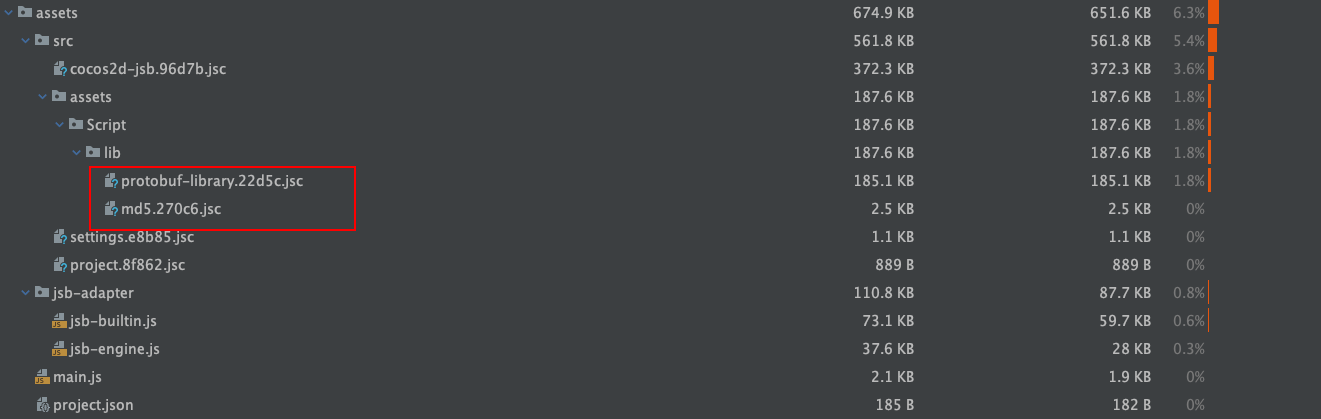 assets 674.9 KB 651.6 KB 6.3%
src 561.8 KB 561.8 KB 5.4%
cocos2d-jsb.96d7b.jsc 372.3 KB 372.3 KB 3.6%
assets 187.6 KB 187.6 KB 1.8%
Script 187.6 KB 187.6 KB 1.8%
lib 187.6 KB 187.6 KB 1.8%
protobuf-library.22d5c.jsc 185.1 KB 185.1 KB 1.8%
md5.270c6.jsc 2.5 KB 2.5 KB 0%
settings.e8b85.jsc 1.1 KB 1.1 KB 0%
project.8f862.jsc 889 B 889 B 0%
jsb-adapter 110.8 KB 87.7 KB 0.8%
jsb-builtin.js 73.1 KB 59.7 KB 0.6%
jsb-engine.js 37.6 KB 28 KB 0.3%
main.js 2.1 KB 1.9 KB 0%
project.json 185 B 182 B 0%